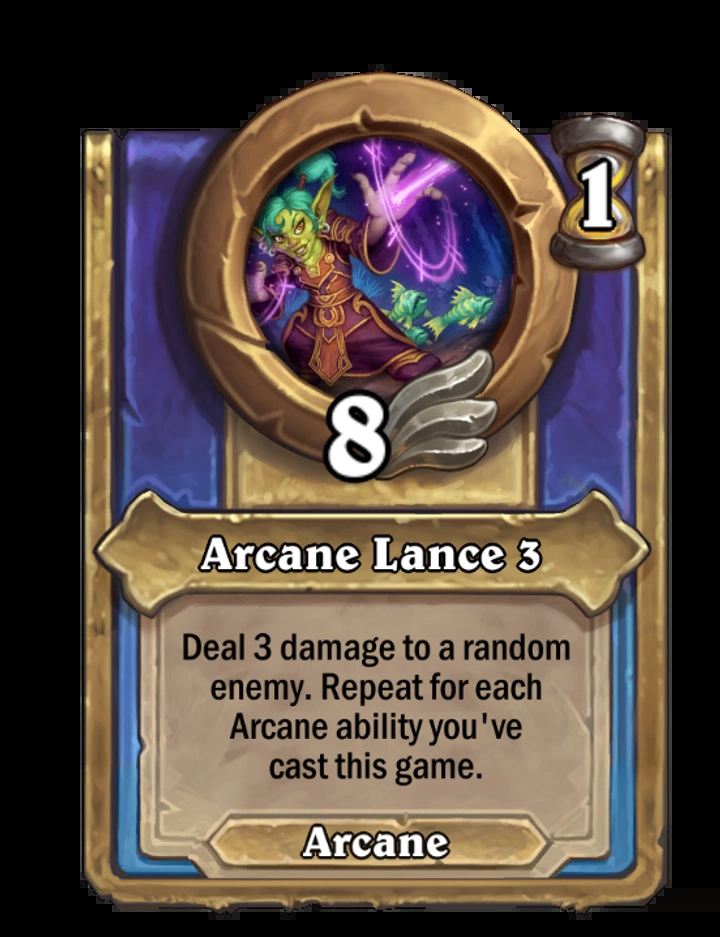 1
8
Arcane Lance 3
Deal 3 damage to a random
enemy. Repeat for each
Arcane ability you've
cast this game.
Arcane